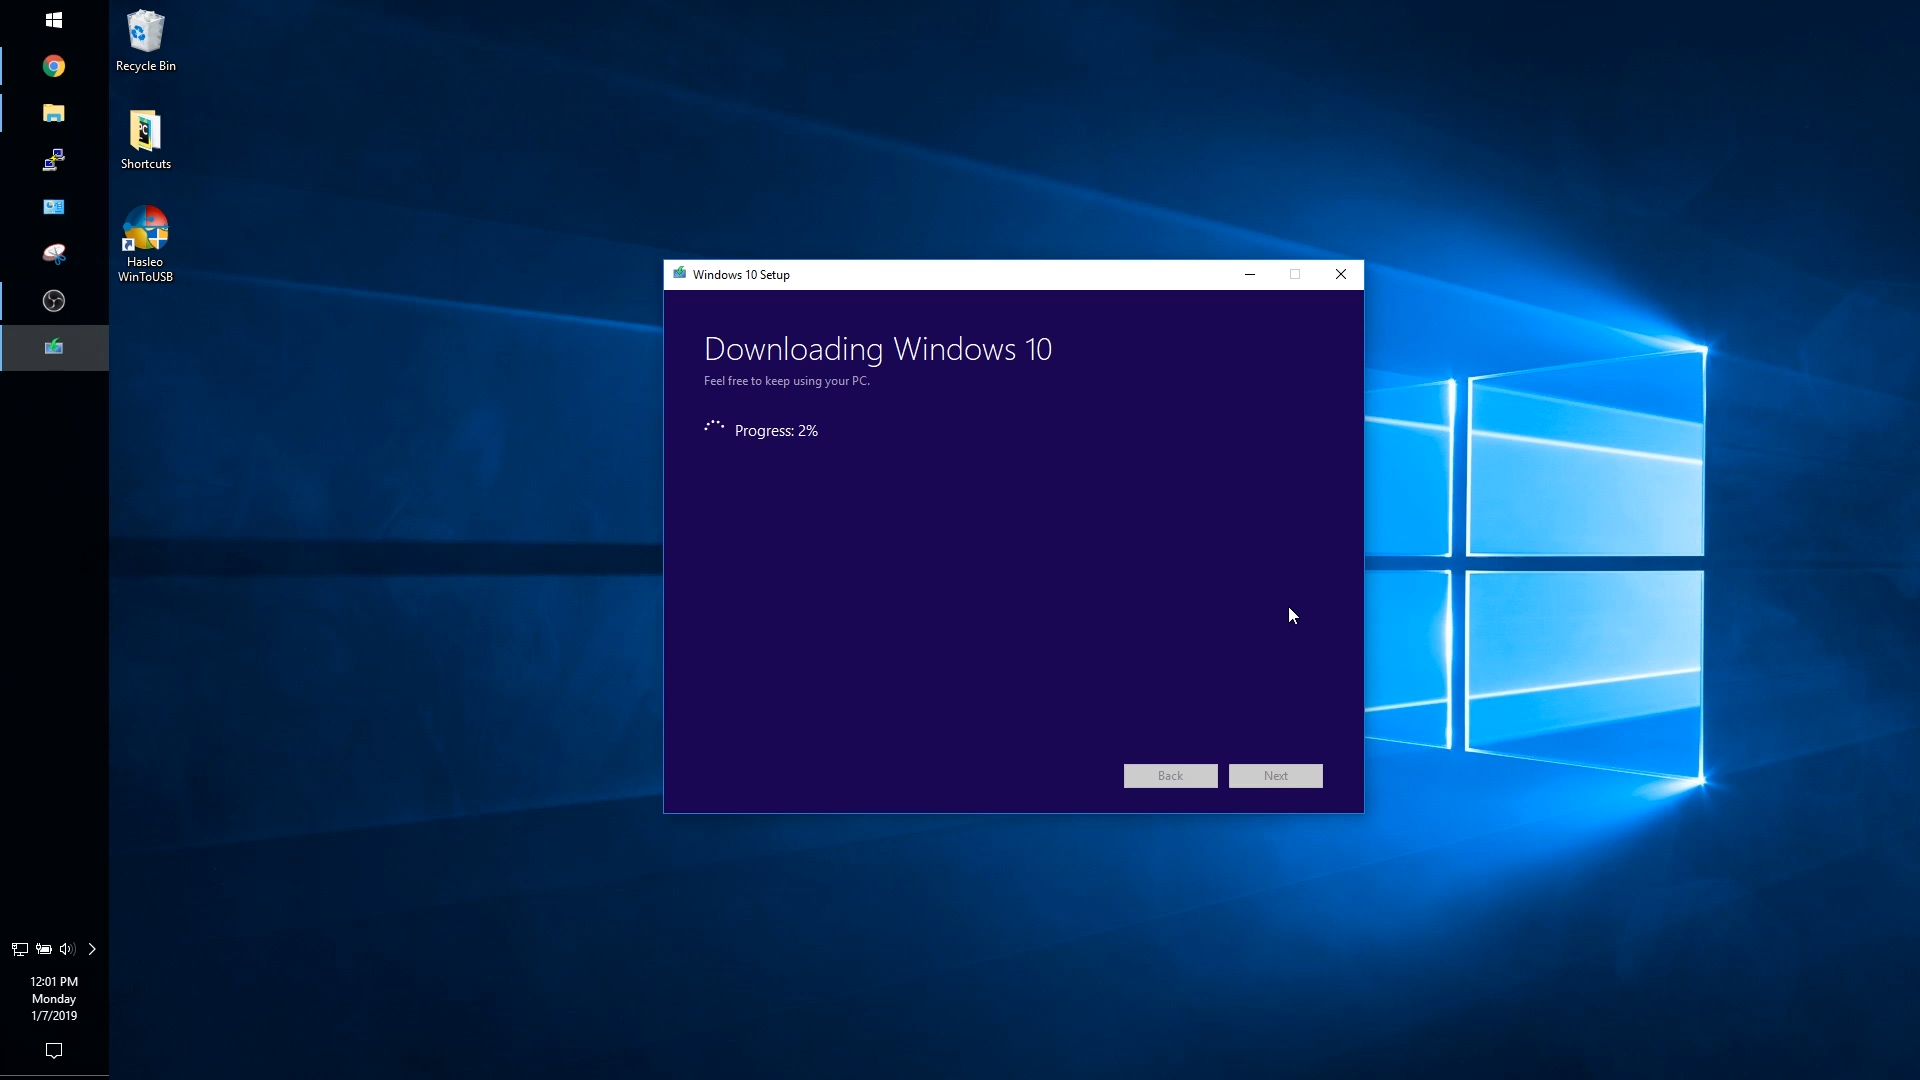 Recycle Bin
PC
Shortcuts
Hasleo
WinToUSB
Windows 10 Setup
Downloading Windows 10
Feel free to keep using your PC.
Progress: 2%
Back
Next
12:01 PM
Monday
1/7/2019